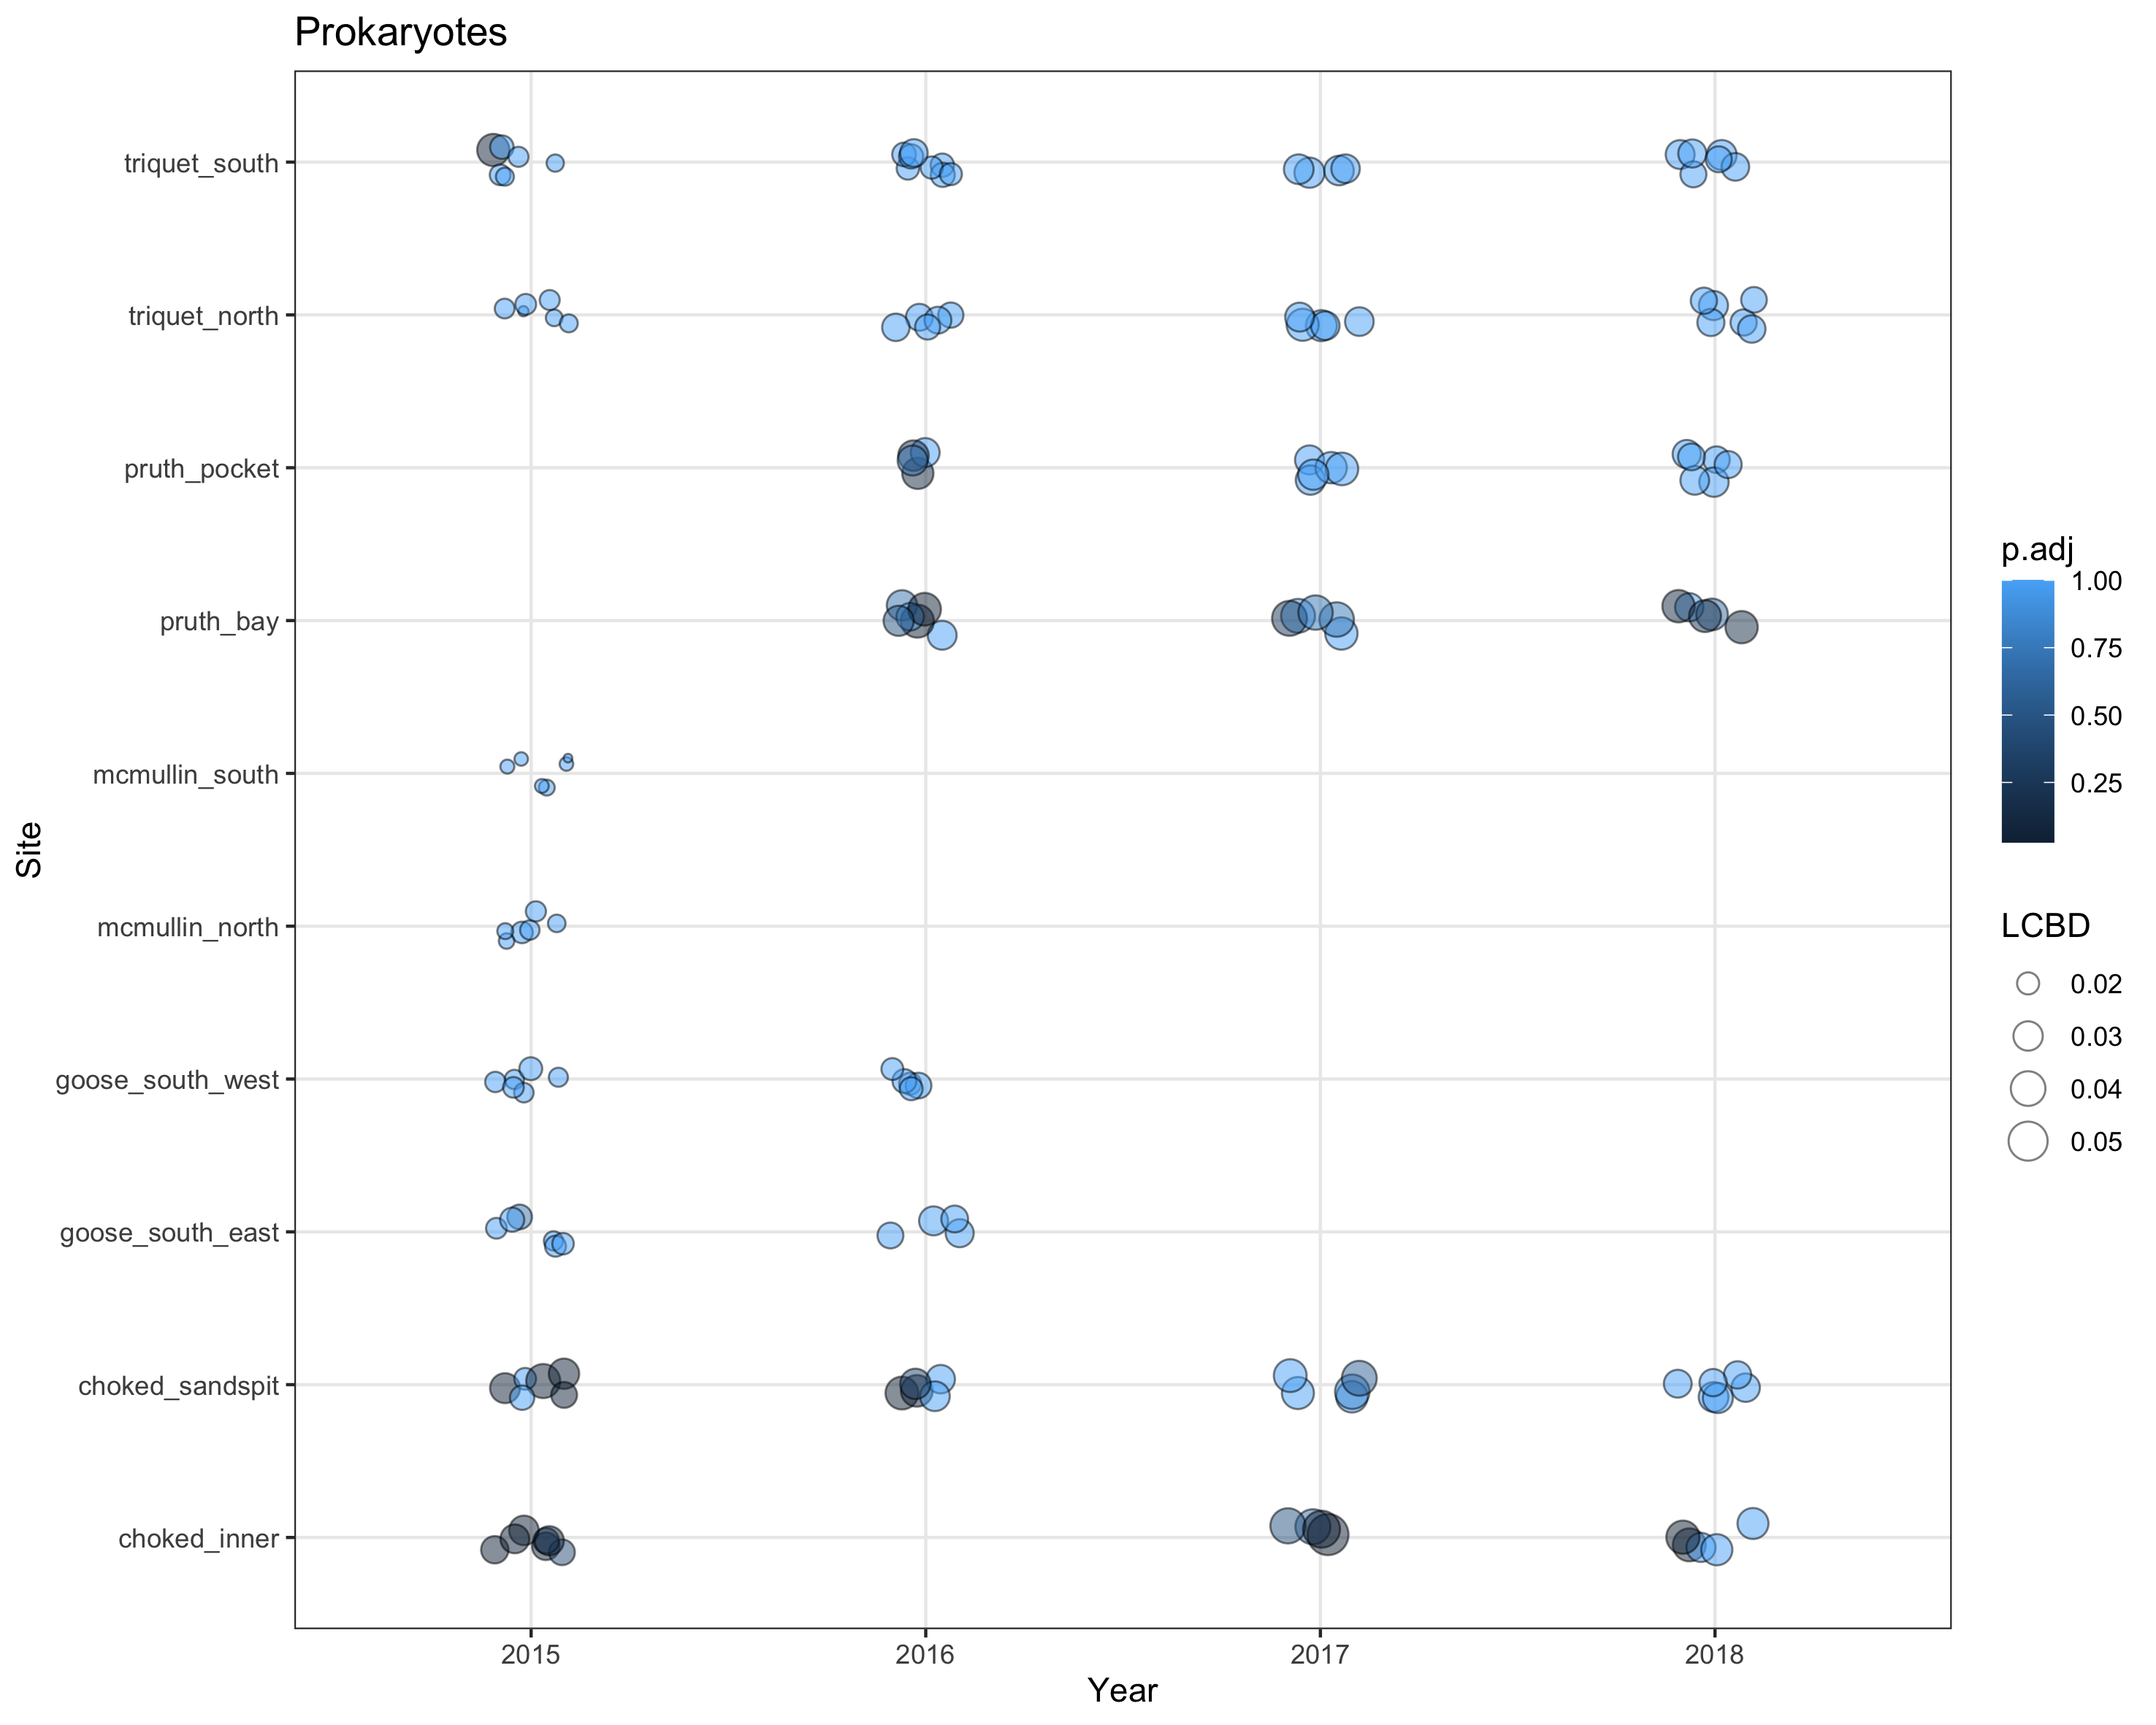 Prokaryotes
Site
triquet_south
triquet_north
pruth_pocket
pruth_bay
mcmullin_south
mcmullin_north
goose_south_west
goose_south_east
choked_sandspit
choked_inner
2015 2016 2017 2018
Year
p.adj
1.00
0.75
0.50
0.25
LCBD
0.02
0.03
0.04
0.05